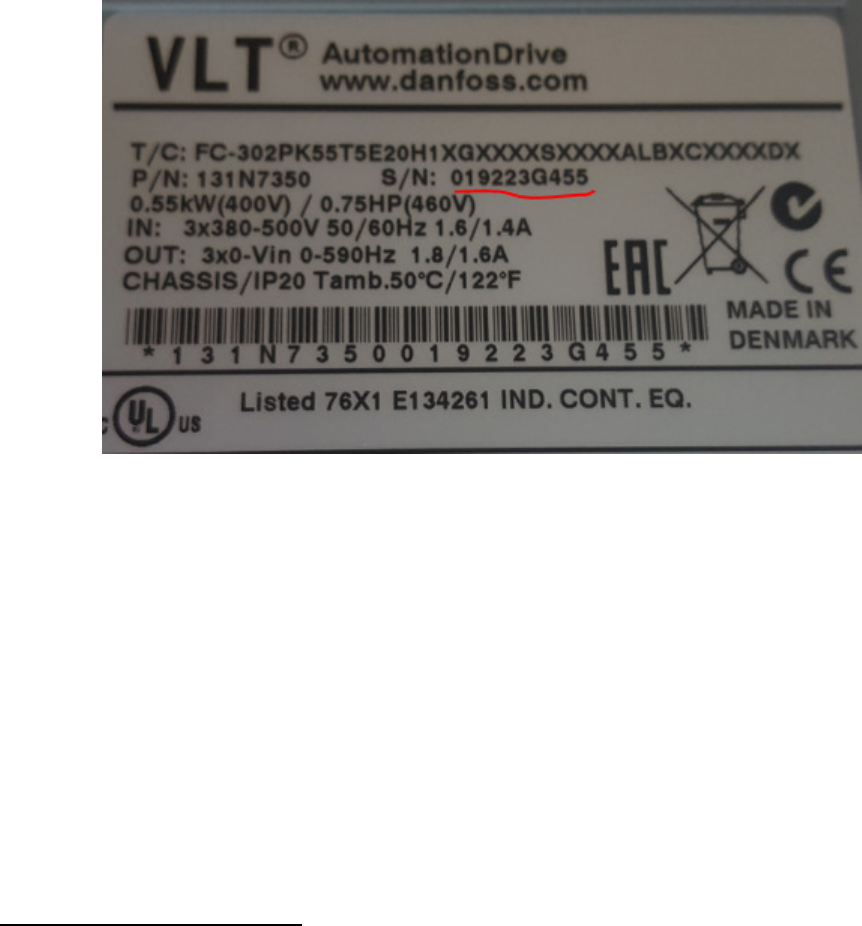 VLT® AutomationDrive
www.danfoss.com
T/C: FC-302PK55T5E20H1XGXXXXSXXXXALBXCXXXXDX
P/N: 131N7350 S/N: 019223G455
0.55kW(400V) / 0.75HP(460V)
IN: 3x380-500V 50/60Hz 1.6/1.4A
OUT: 3x0-Vin 0-590Hz 1.8/1.6A
CHASSIS/IP20 Tamb.50°C/122°F
EAC CE
*131N7350019223G455*
MADE IN
DENMARK
c UL US Listed 76X1 E134261 IND. CONT. EQ.